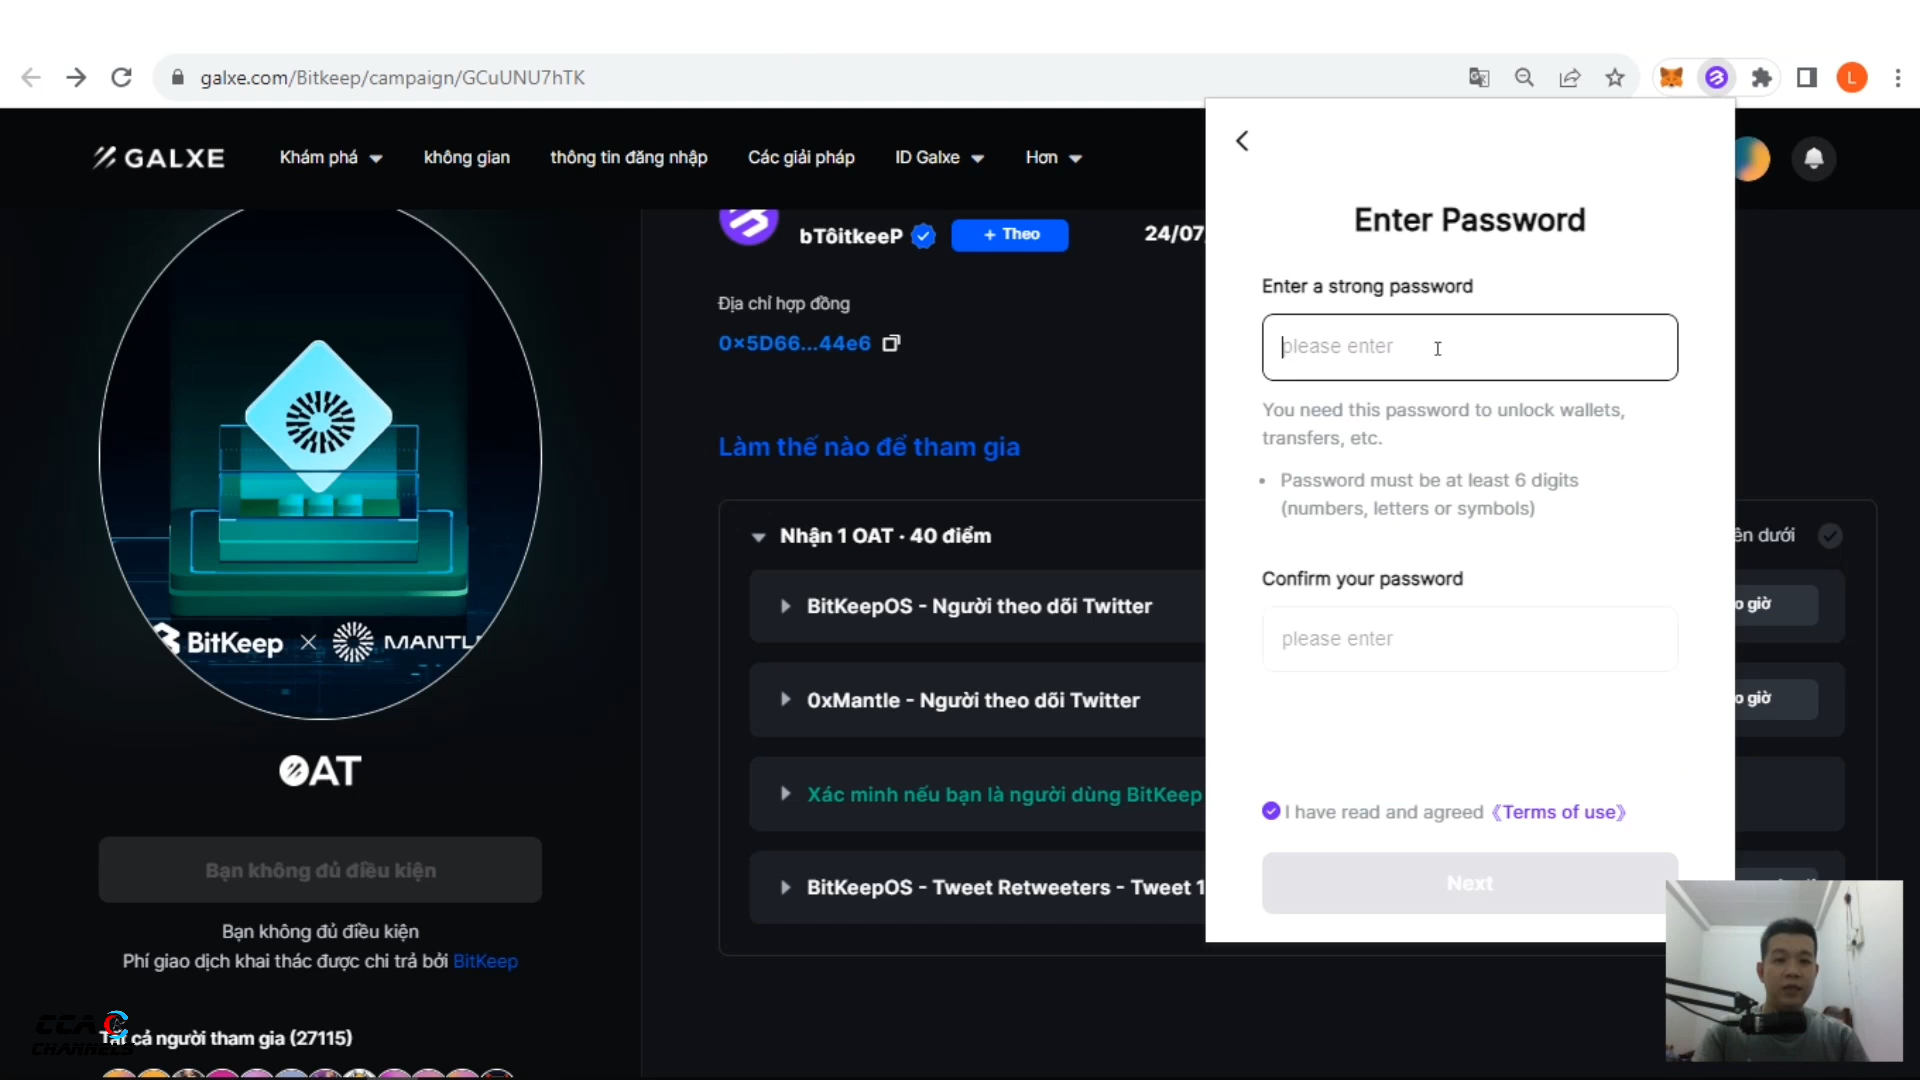 galxe.com/Bitkeep/campaign/GCuUNU7hTK
L
GALXE
Khám phá
không gian
thông tin đăng nhập
Các giải pháp
ID Galxe
Hơn
bTôitkeeP
+ Theo
24/07
Địa chỉ hợp đồng
0x5D66...44e6
Làm thế nào để tham gia
Nhận 1 OAT · 40 điểm
ên dưới
BitKeepOS - Người theo dõi Twitter
o giờ
0xMantle - Người theo dõi Twitter
o giờ
Xác minh nếu bạn là người dùng BitKeep
BitKeepOS - Tweet Retweeters - Tweet 1
BitKeep × MANTL
OAT
Bạn không đủ điều kiện
Bạn không đủ điều kiện
Phí giao dịch khai thác được chi trả bởi BitKeep
Tất cả người tham gia (27115)
CCAC
CHANNELS
Enter Password
Enter a strong password
please enter
You need this password to unlock wallets,
transfers, etc.
• Password must be at least 6 digits
(numbers, letters or symbols)
Confirm your password
please enter
I have read and agreed 《Terms of use》
Next